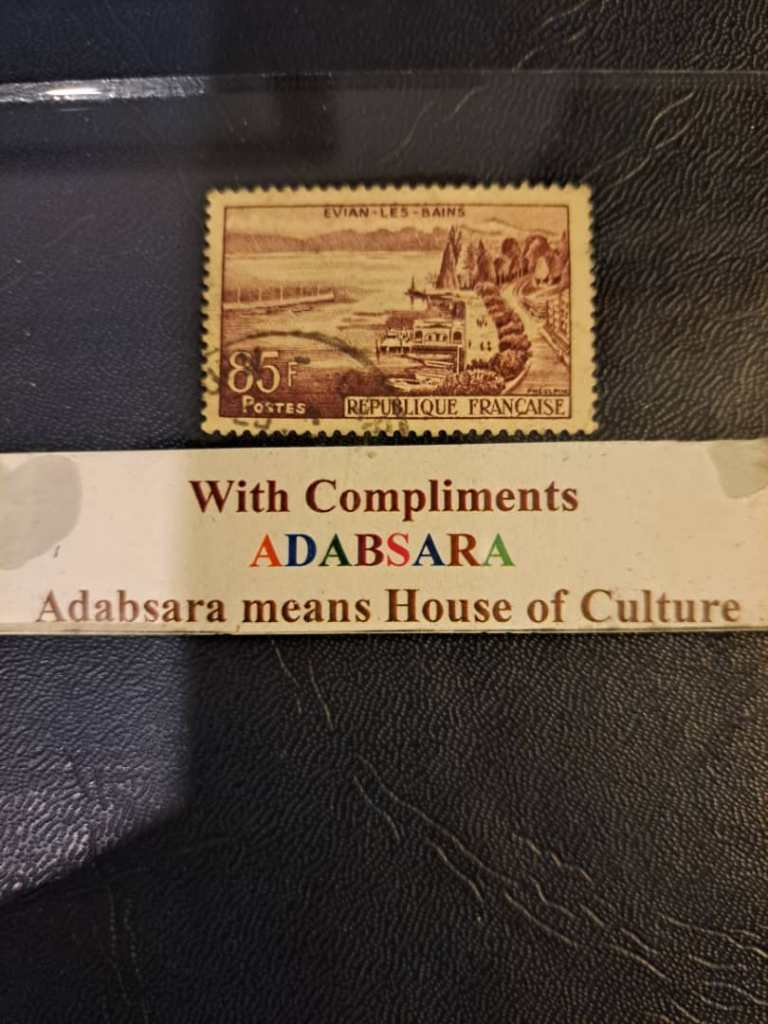 EVIAN-LES-BAINS
85F
POSTES
RÉPUBLIQUE FRANÇAISE
With Compliments
ADABSARA
Adabsara means House of Culture